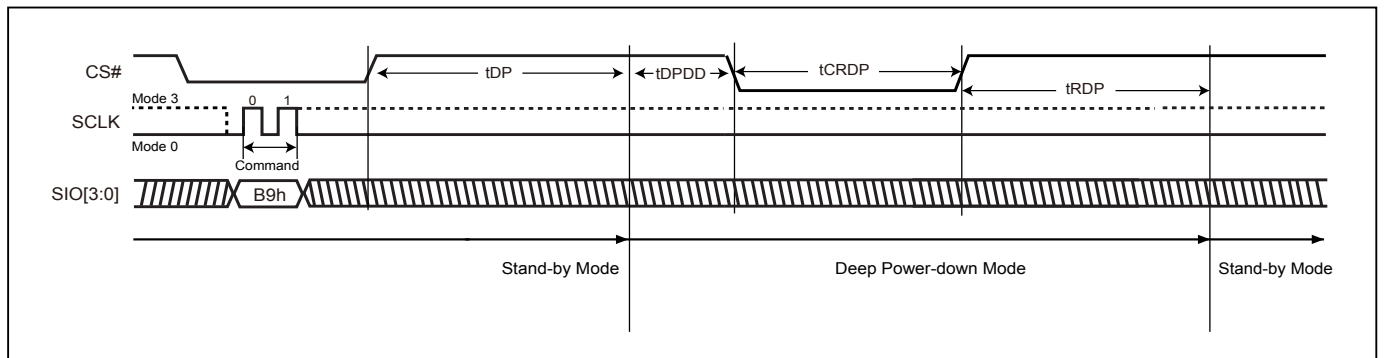 CS#
tDP
tDPDD
tCRDP
tRDP
Mode 3
0 1
SCLK
Mode 0
Command
SIO[3:0]
B9h
Stand-by Mode
Deep Power-down Mode
Stand-by Mode